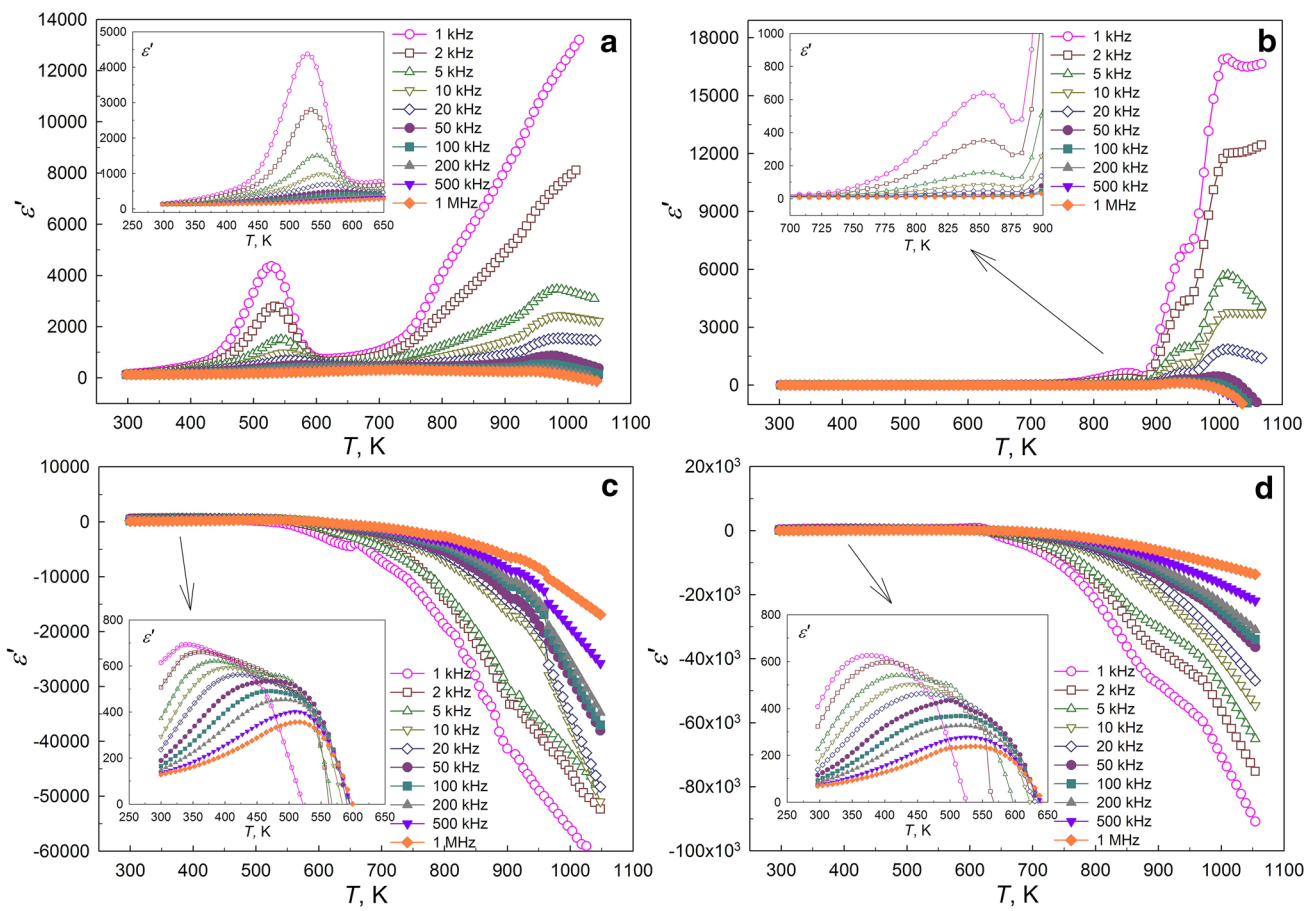 a
ε′
14000
12000
10000
8000
6000
4000
2000
0
300 400 500 600 700 800 900 1000 1100
T, K
1 kHz
2 kHz
5 kHz
10 kHz
20 kHz
50 kHz
100 kHz
200 kHz
500 kHz
1 MHz
ε′
5000
4000
3000
2000
1000
0
250 300 350 400 450 500 550 600 650
T, K
b
18000
15000
12000
9000
6000
3000
0
300 400 500 600 700 800 900 1000 1100
T, K
1 kHz
2 kHz
5 kHz
10 kHz
20 kHz
50 kHz
100 kHz
200 kHz
500 kHz
1 MHz
ε′
1000
800
600
400
200
0
700 725 750 775 800 825 850 875 900
T, K
c
ε′
10000
0
-10000
-20000
-30000
-40000
-50000
-60000
300 400 500 600 700 800 900 1000 1100
T, K
1 kHz
2 kHz
5 kHz
10 kHz
20 kHz
50 kHz
100 kHz
200 kHz
500 kHz
1 MHz
ε′
800
600
400
200
0
250 300 350 400 450 500 550 600 650
T, K
d
20x10³
0
-20x10³
-40x10³
-60x10³
-80x10³
-100x10³
300 400 500 600 700 800 900 1000 1100
T, K
1 kHz
2 kHz
5 kHz
10 kHz
20 kHz
50 kHz
100 kHz
200 kHz
500 kHz
1 MHz
ε′
800
600
400
200
0
250 300 350 400 450 500 550 600 650
T, K